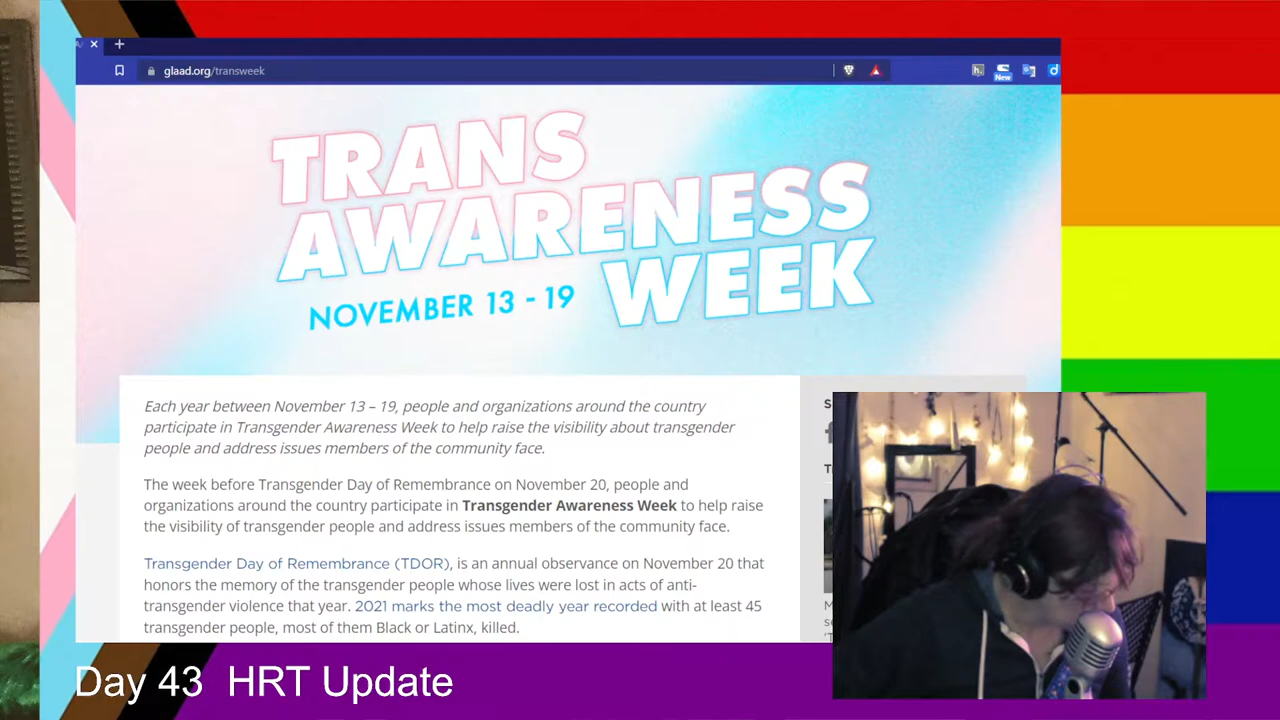 glaad.org/transweek
New
TRANS
AWARENESS
WEEK
NOVEMBER 13 - 19
Each year between November 13 – 19, people and organizations around the country
participate in Transgender Awareness Week to help raise the visibility about transgender
people and address issues members of the community face.
The week before Transgender Day of Remembrance on November 20, people and
organizations around the country participate in Transgender Awareness Week to help raise
the visibility of transgender people and address issues members of the community face.
Transgender Day of Remembrance (TDOR), is an annual observance on November 20 that
honors the memory of the transgender people whose lives were lost in acts of anti-
transgender violence that year. 2021 marks the most deadly year recorded with at least 45
transgender people, most of them Black or Latinx, killed.
Day 43 HRT Update